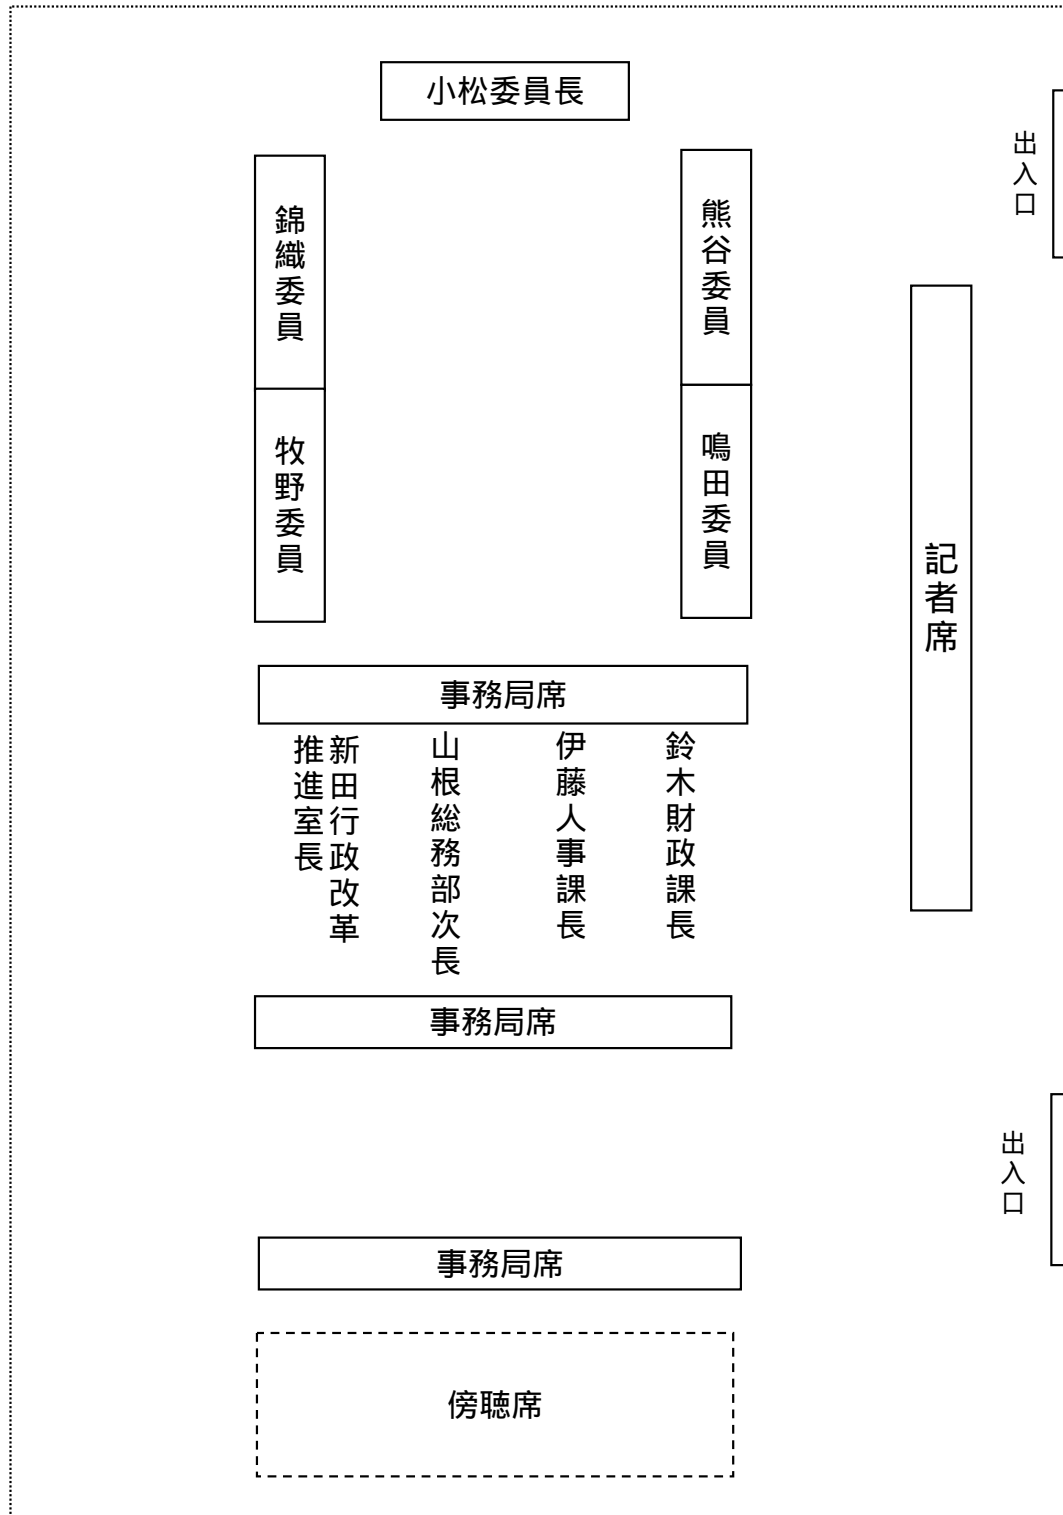 小松委員長
出入口
錦織委員
熊谷委員
牧野委員
鳴田委員
記者席
事務局席
新田行政改革
推進室長
山根総務部次長
伊藤人事課長
鈴木財政課長
事務局席
出入口
事務局席
傍聴席